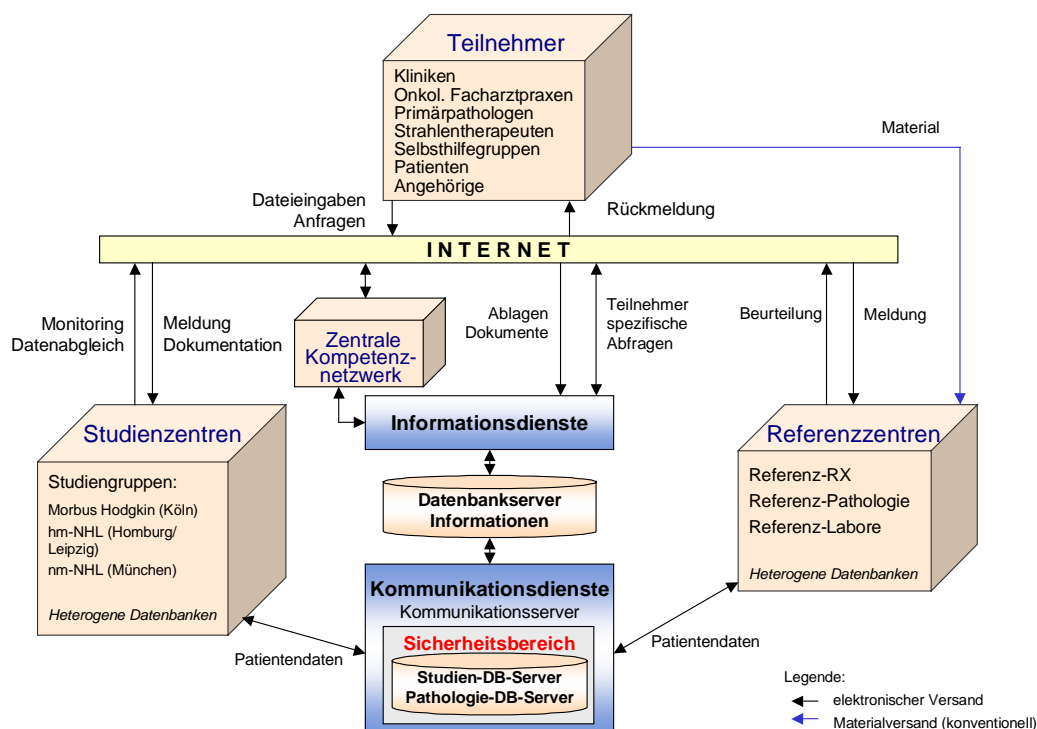 Teilnehmer
Kliniken
Onkol. Facharztpraxen
Primärpathologen
Strahlentherapeuten
Selbsthilfegruppen
Patienten
Angehörige
Material
Dateieingaben
Anfragen
Rückmeldung
INTERNET
Monitoring
Datenabgleich
Meldung
Dokumentation
Zentrale
Kompetenz-
netzwerk
Ablagen
Dokumente
Teilnehmer
spezifische
Abfragen
Beurteilung
Meldung
Studienzentren
Studiengruppen:
Morbus Hodgkin (Köln)
hm-NHL (Homburg/
Leipzig)
nm-NHL (München)
Heterogene Datenbanken
Informationsdienste
Datenbankserver
Informationen
Referenzzentren
Referenz-RX
Referenz-Pathologie
Referenz-Labore
Heterogene Datenbanken
Kommunikationsdienste
Kommunikationsserver
Sicherheitsbereich
Studien-DB-Server
Pathologie-DB-Server
Patientendaten
Patientendaten
Legende:
elektronischer Versand
Materialversand (konventionell)